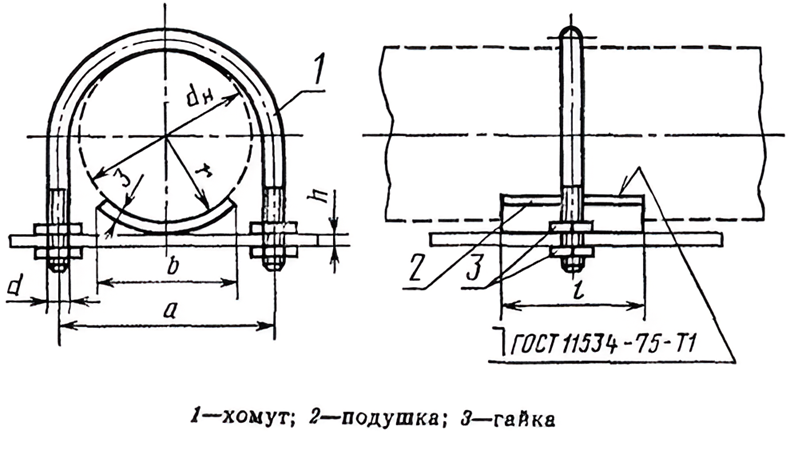 1
dн
r
3
h
b
d
a
2
3
l
ГОСТ 11534-75-Т1
1—хомут; 2—подушка; 3—гайка